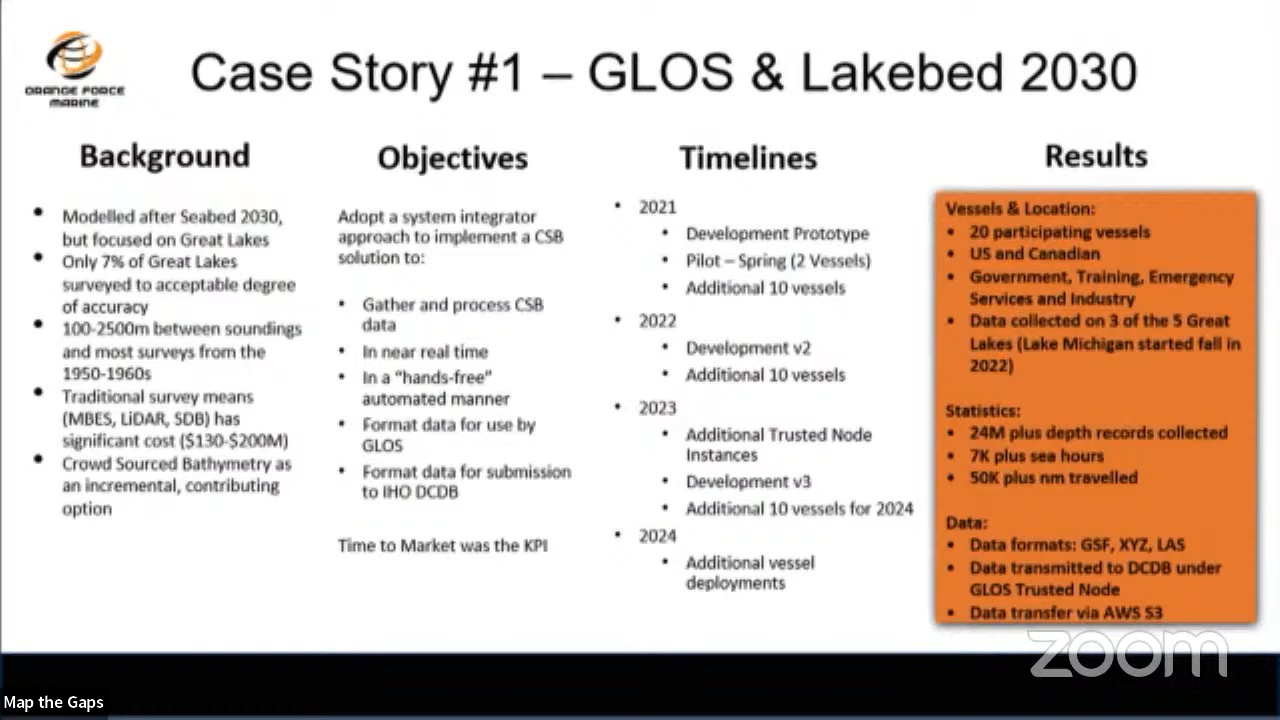 ORANGE FORCE
MARINE
Case Story #1 – GLOS & Lakebed 2030
Background
• Modelled after Seabed 2030,
but focused on Great Lakes
• Only 7% of Great Lakes
surveyed to acceptable degree
of accuracy
• 100-2500m between soundings
and most surveys from the
1950-1960s
• Traditional survey means
(MBES, LiDAR, SDB) has
significant cost ($130-$200M)
• Crowd Sourced Bathymetry as
an incremental, contributing
option
Objectives
Adopt a system integrator
approach to implement a CSB
solution to:
• Gather and process CSB
data
• In near real time
• In a “hands-free”
automated manner
• Format data for use by
GLOS
• Format data for submission
to IHO DCDB
Time to Market was the KPI
Timelines
• 2021
• Development Prototype
• Pilot – Spring (2 Vessels)
• Additional 10 vessels
• 2022
• Development v2
• Additional 10 vessels
• 2023
• Additional Trusted Node
Instances
• Development v3
• Additional 10 vessels for 2024
• 2024
• Additional vessel
deployments
Results
Vessels & Location:
• 20 participating vessels
• US and Canadian
• Government, Training, Emergency
Services and Industry
• Data collected on 3 of the 5 Great
Lakes (Lake Michigan started fall in
2022)
Statistics:
• 24M plus depth records collected
• 7K plus sea hours
• 50K plus nm travelled
Data:
• Data formats: GSF, XYZ, LAS
• Data transmitted to DCDB under
GLOS Trusted Node
• Data transfer via AWS S3
zoom
Map the Gaps